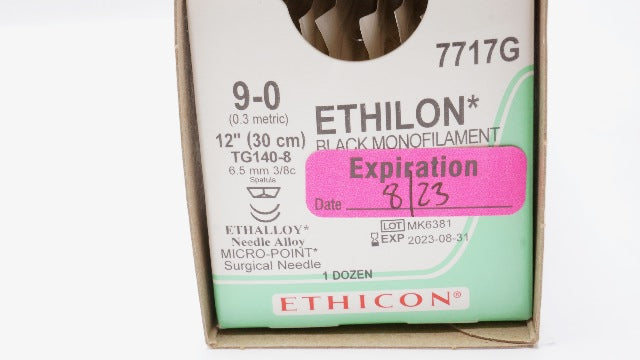 7717G
9-0
(0.3 metric)
12" (30 cm)
TG140-8
6.5 mm 3/8c
Spatula
ETHALLOY*
Needle Alloy
MICRO-POINT*
Surgical Needle
ETHILON*
BLACK MONOFILAMENT
Expiration
Date 8/23
LOT MK6381
EXP 2023-08-31
1 DOZEN
ETHICON®